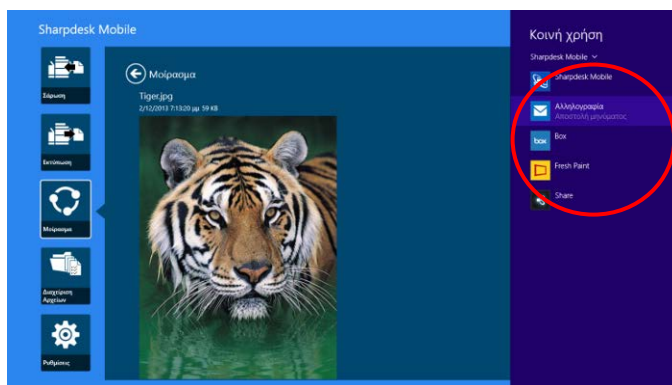 Sharpdesk Mobile
Σάρωση
Εκτύπωση
Μοίρασμα
Διαχείριση
Αρχείων
Ρυθμίσεις
Μοίρασμα
Tiger.jpg
2/12/2013 7:13:20 μμ 59 KB
Κοινή χρήση
Sharpdesk Mobile
Sharpdesk Mobile
Αλληλογραφία
Αποστολή μηνύματος
box
Box
Fresh Paint
Share